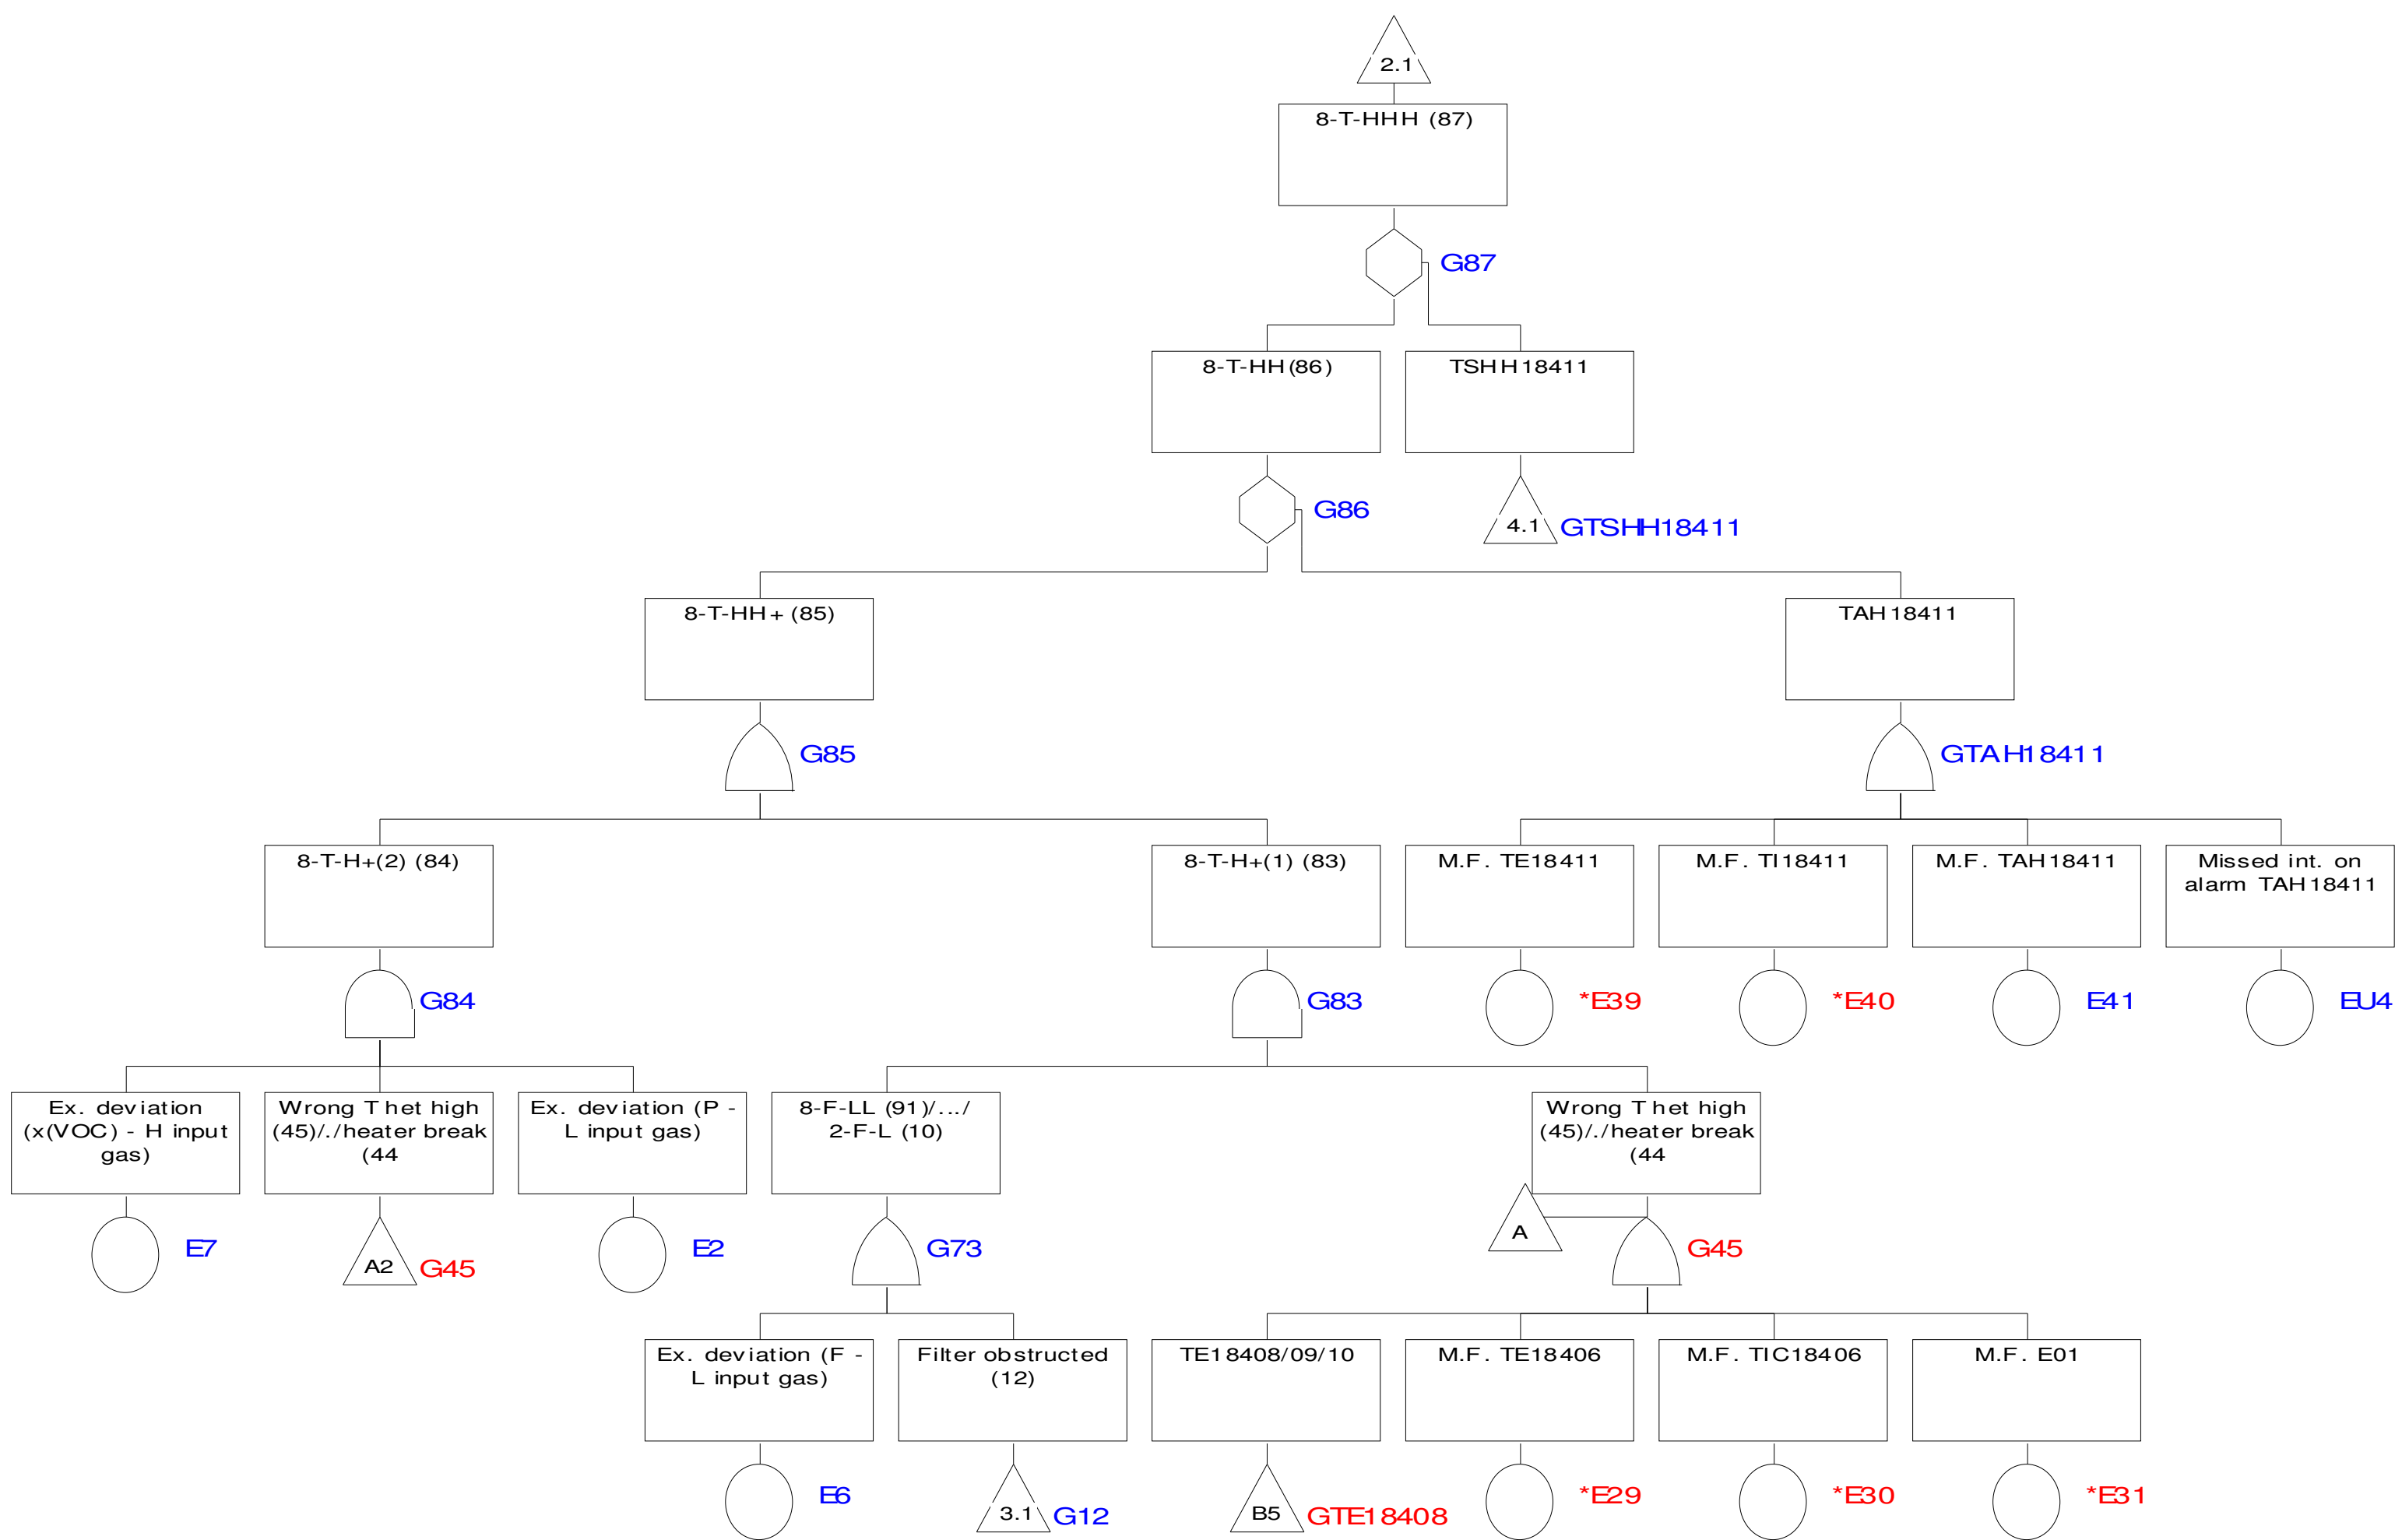 2.1
8-T-HHH (87)
G87
8-T-HH(86)
TSHH18411
G86
4.1
GTSHH18411
8-T-HH+ (85)
TAH18411
G85
GTAH18411
8-T-H+(2) (84)
8-T-H+(1) (83)
M.F. TE18411
M.F. TI18411
M.F. TAH18411
Missed int. on
alarm TAH18411
G84
G83
*E39
*E40
E41
EU4
Ex. deviation
(x(VOC) - H input
gas)
Wrong Thet high
(45)/./heater break
(44
Ex. deviation (P -
L input gas)
8-F-LL (91)/.../
2-F-L (10)
Wrong Thet high
(45)/./heater break
(44
E7
A2
G45
E2
G73
A
G45
Ex. deviation (F -
L input gas)
Filter obstructed
(12)
TE18408/09/10
M.F. TE18406
M.F. TIC18406
M.F. E01
E6
3.1
G12
B5
GTE18408
*E29
*E30
*E31